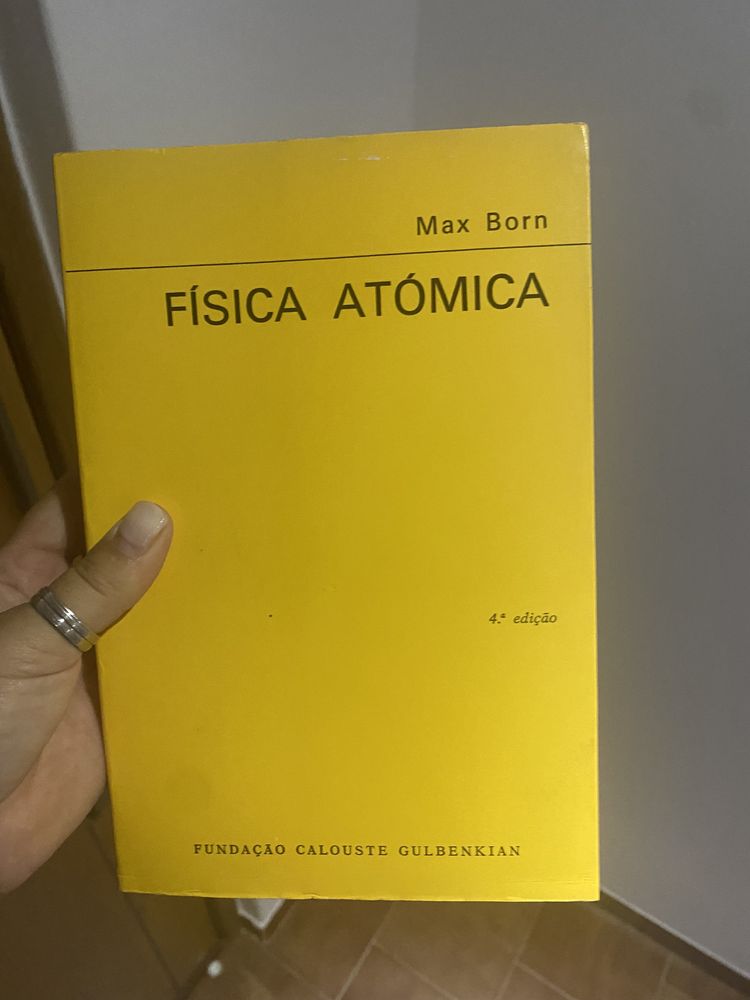 Max Born
FÍSICA ATÓMICA
4.ª edição
FUNDAÇÃO CALOUSTE GULBENKIAN